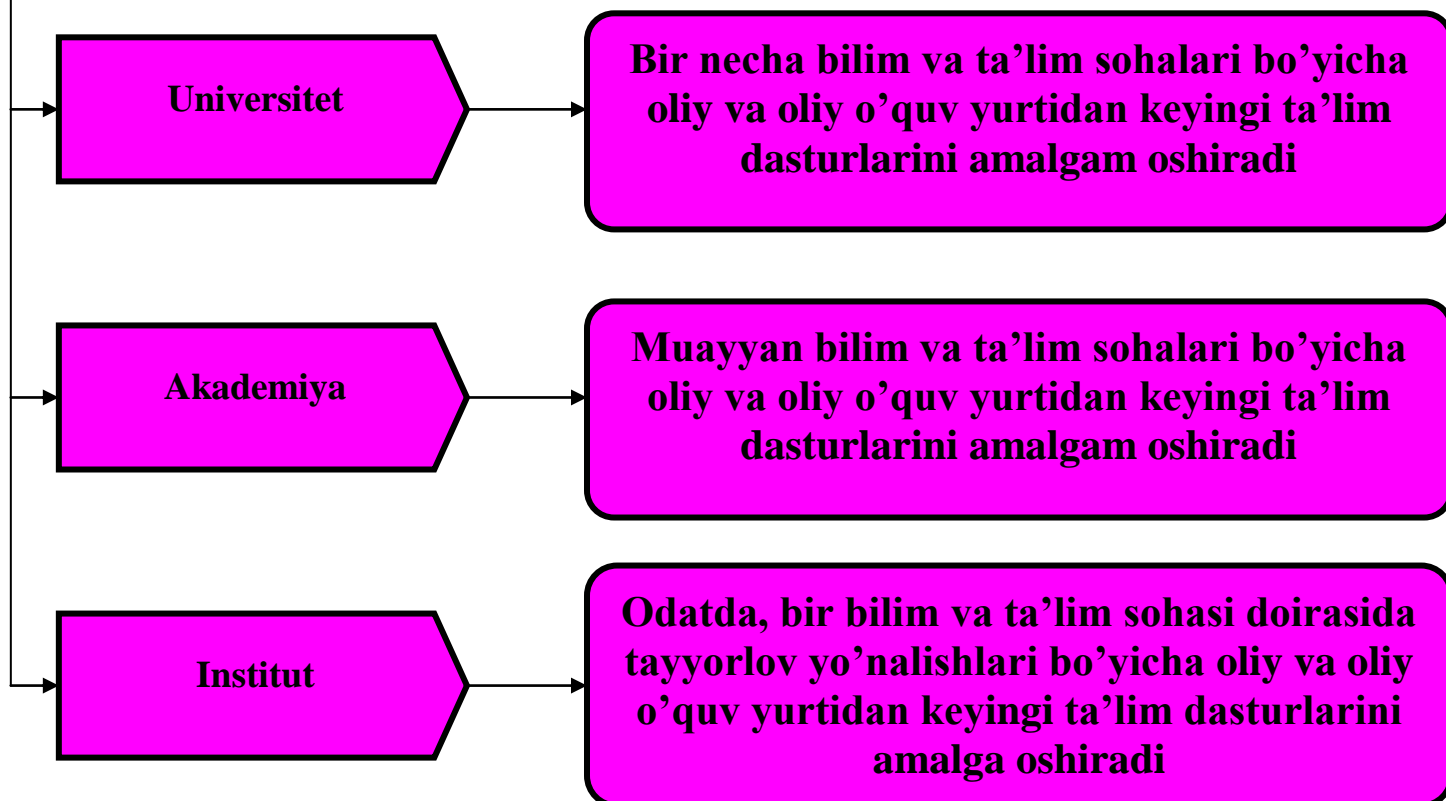 Universitet
Bir necha bilim va ta’lim sohalari bo’yicha
oliy va oliy o’quv yurtidan keyingi ta’lim
dasturlarini amalgam oshiradi
Akademiya
Muayyan bilim va ta’lim sohalari bo’yicha
oliy va oliy o’quv yurtidan keyingi ta’lim
dasturlarini amalgam oshiradi
Institut
Odatda, bir bilim va ta’lim sohasi doirasida
tayyorlov yo’nalishlari bo’yicha oliy va oliy
o’quv yurtidan keyingi ta’lim dasturlarini
amalga oshiradi